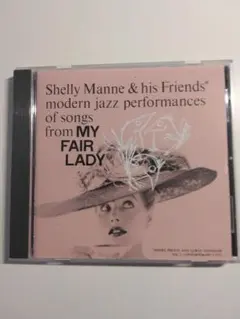 Shelly Manne & his Friends*
modern jazz performances
of songs
from MY
FAIR
LADY